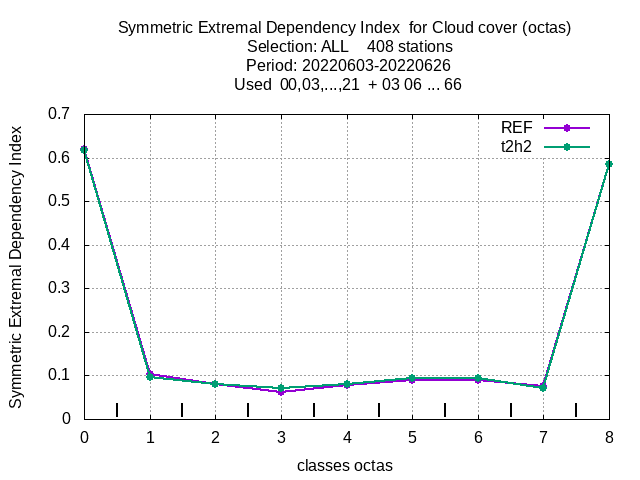 Symmetric Extremal Dependency Index  for Cloud cover (octas)
Selection: ALL    408 stations
Period: 20220603-20220626
Used  00,03,...,21  + 03 06 ... 66
Symmetric Extremal Dependency Index
0.7
0.6
0.5
0.4
0.3
0.2
0.1
0
REF
t2h2
0 1 2 3 4 5 6 7 8
classes octas